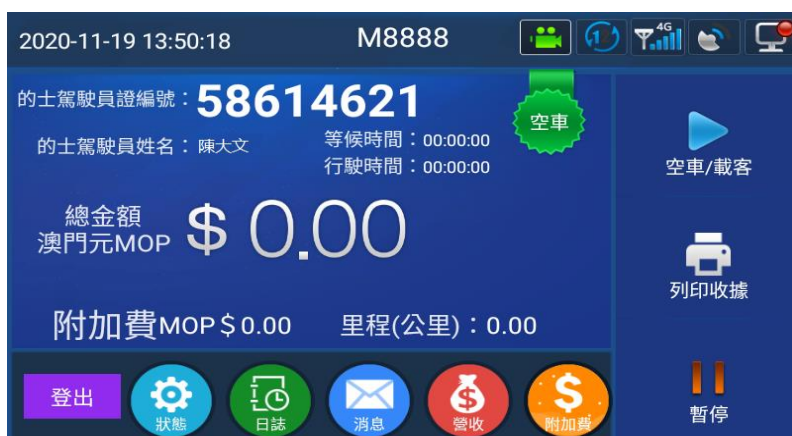 2020-11-19 13:50:18
M8888
1
4G
的士駕駛員證編號：58614621
空車
的士駕駛員姓名：陳大文
等候時間：00:00:00
行駛時間：00:00:00
總金額
澳門元MOP $ 0.00
附加費MOP $ 0.00
里程(公里)：0.00
空車/載客
列印收據
暫停
登出
狀態
日誌
消息
$
營收
$
附加費